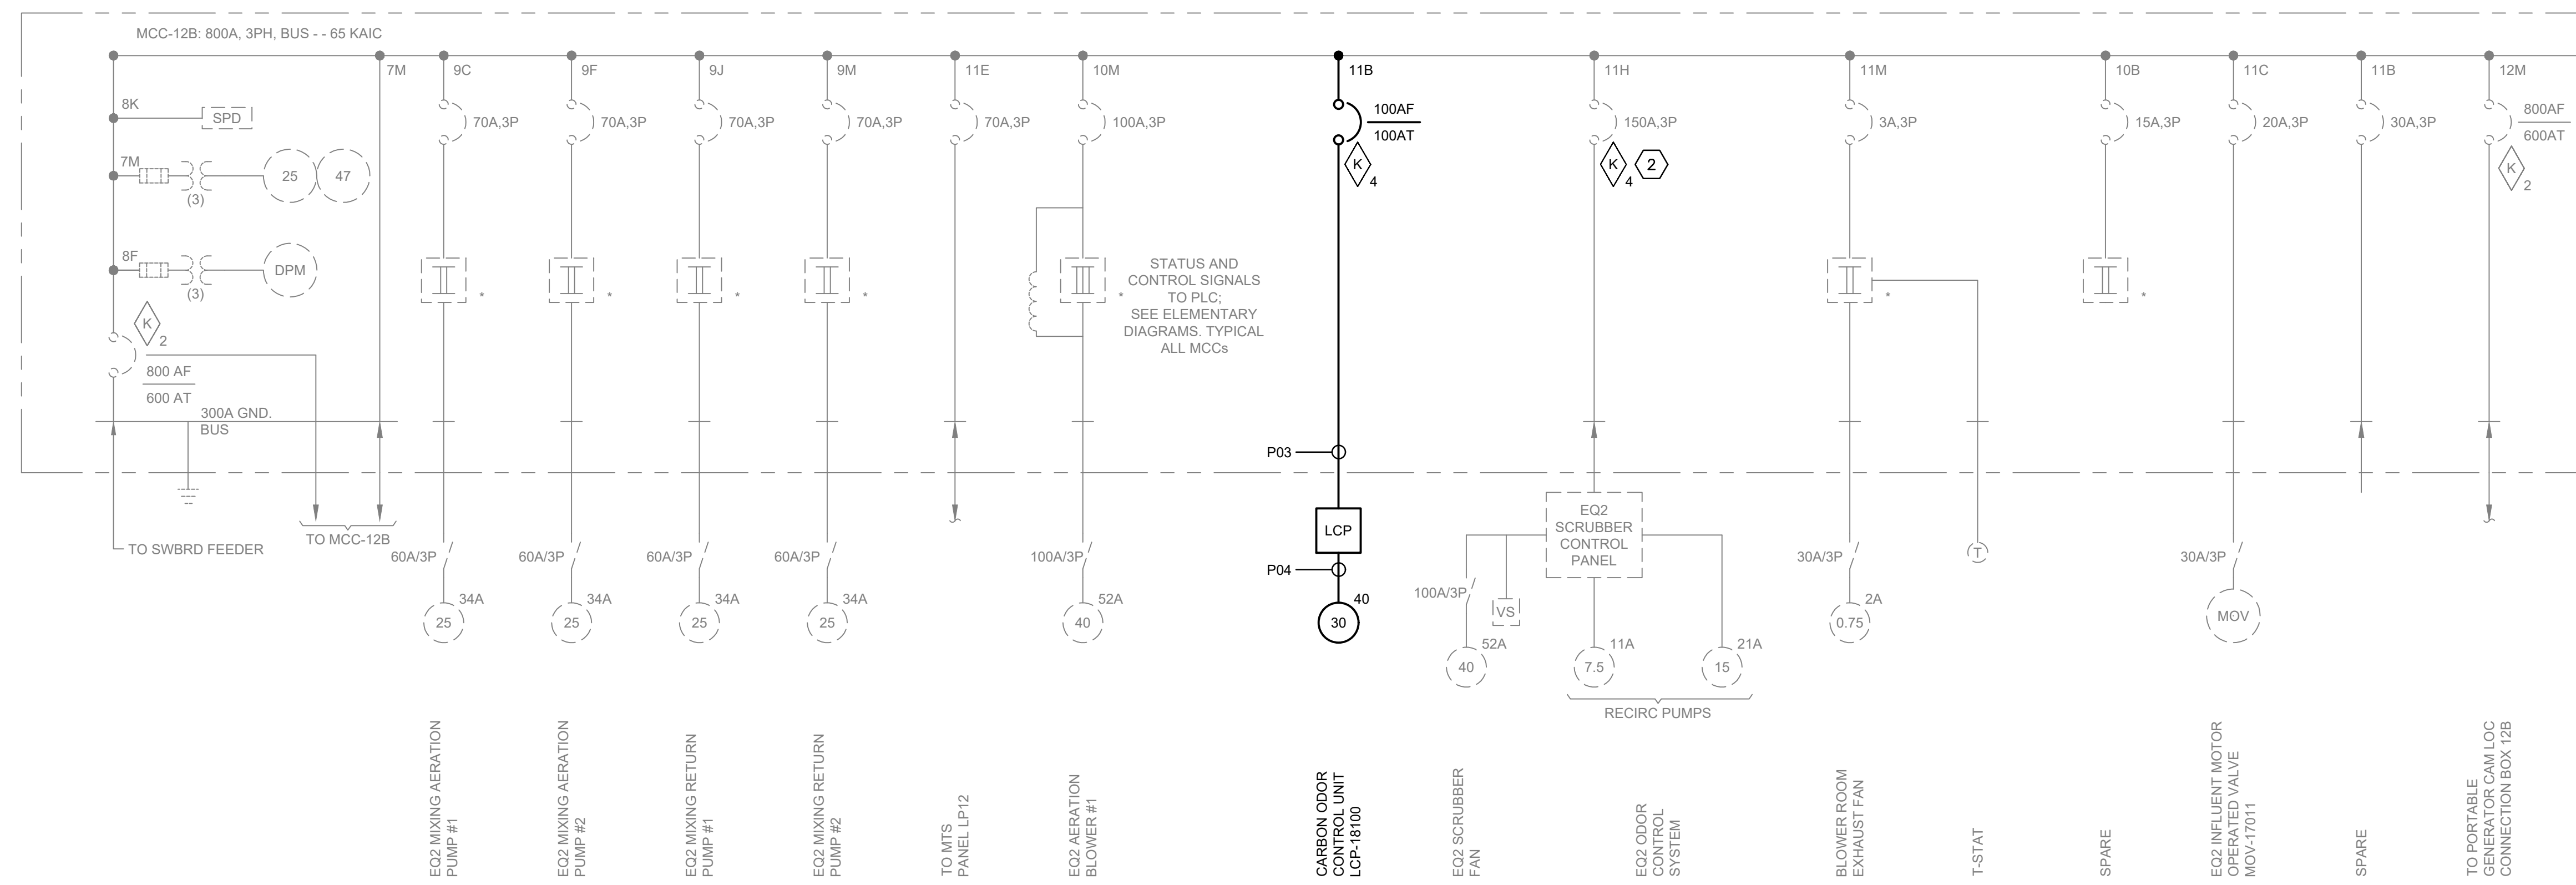 MCC-12B: 800A, 3PH, BUS - - 65 KAIC
7M
9C
9F
9J
9M
11E
10M
11B
11H
11M
10B
11C
11B
12M
8K
SPD
70A,3P
70A,3P
70A,3P
70A,3P
70A,3P
100A,3P
100AF
100AT
150A,3P
3A,3P
15A,3P
20A,3P
30A,3P
800AF
600AT
7M
25
47
(3)
K
4
K
4
2
K
2
8F
DPM
(3)
*
*
*
*
*
*
*
STATUS AND
CONTROL SIGNALS
TO PLC;
SEE ELEMENTARY
DIAGRAMS. TYPICAL
ALL MCCs
K
2
800 AF
600 AT
300A GND.
BUS
P03
TO SWBRD FEEDER
TO MCC-12B
60A/3P
60A/3P
60A/3P
60A/3P
100A/3P
LCP
P04
EQ2
SCRUBBER
CONTROL
PANEL
30A/3P
T
30A/3P
100A/3P
VS
34A
25
34A
25
34A
25
34A
25
52A
40
40
30
52A
40
11A
7.5
21A
15
2A
0.75
MOV
RECIRC PUMPS
EQ2 MIXING AERATION
PUMP #1
EQ2 MIXING AERATION
PUMP #2
EQ2 MIXING RETURN
PUMP #1
EQ2 MIXING RETURN
PUMP #2
TO MTS
PANEL LP12
EQ2 AERATION
BLOWER #1
CARBON ODOR
CONTROL UNIT
LCP-18100
EQ2 SCRUBBER
FAN
EQ2 ODOR
CONTROL
SYSTEM
BLOWER ROOM
EXHAUST FAN
T-STAT
SPARE
EQ2 INFLUENT MOTOR
OPERATED VALVE
MOV-17011
SPARE
TO PORTABLE
GENERATOR CAM LOC
CONNECTION BOX 12B